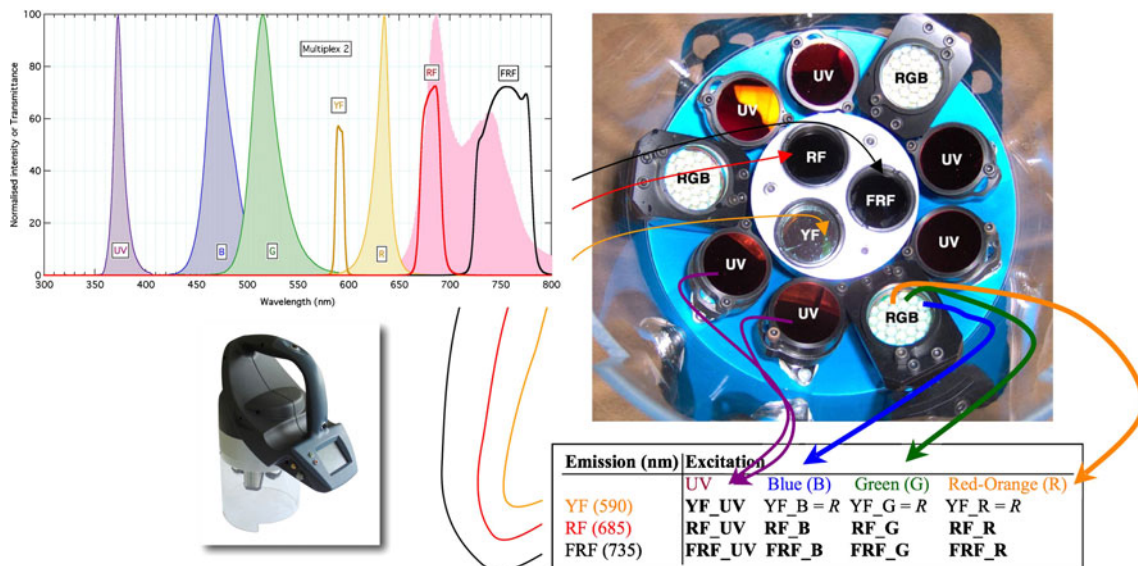 Normalised intensity or Transmittance
100
80
60
40
20
0
Multiplex 2
YF
RF
FRF
UV
B
G
R
300 350 400 450 500 550 600 650 700 750 800
Wavelength (nm)
UV
RGB
UV
RF
UV
RGB
FRF
YF
UV
UV
UV
RGB
Emission (nm) Excitation
UV Blue (B) Green (G) Red-Orange (R)
YF (590) YF_UV YF_B = R YF_G = R YF_R = R
RF (685) RF_UV RF_B RF_G RF_R
FRF (735) FRF_UV FRF_B FRF_G FRF_R